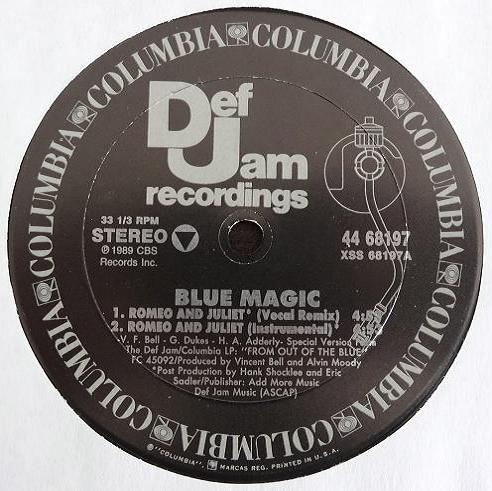 COLUMBIA COLUMBIA COLUMBIA COLUMBIA COLUMBIA COLUMBIA COLUMBIA COLUMBIA
Def
Jam
recordings
33 1/3 RPM
STEREO
℗ 1989 CBS
Records Inc.
44 68197
XSS 68197A
BLUE MAGIC
1. ROMEO AND JULIET* (Vocal Remix)
2. ROMEO AND JULIET (Instrumental)*
V. F. Bell - G. Dukes - H. A. Adderly- Special Version from
The Def Jam/Columbia LP: "FROM OUT OF THE BLUE"
FC 45092/Produced by Vincent Bell and Alvin Moody
*Post Production by Hank Shocklee and Eric
Sadler/Publisher: Add More Music
Def Jam Music (ASCAP)
® "COLUMBIA", MARCAS REG. PRINTED IN U.S.A.